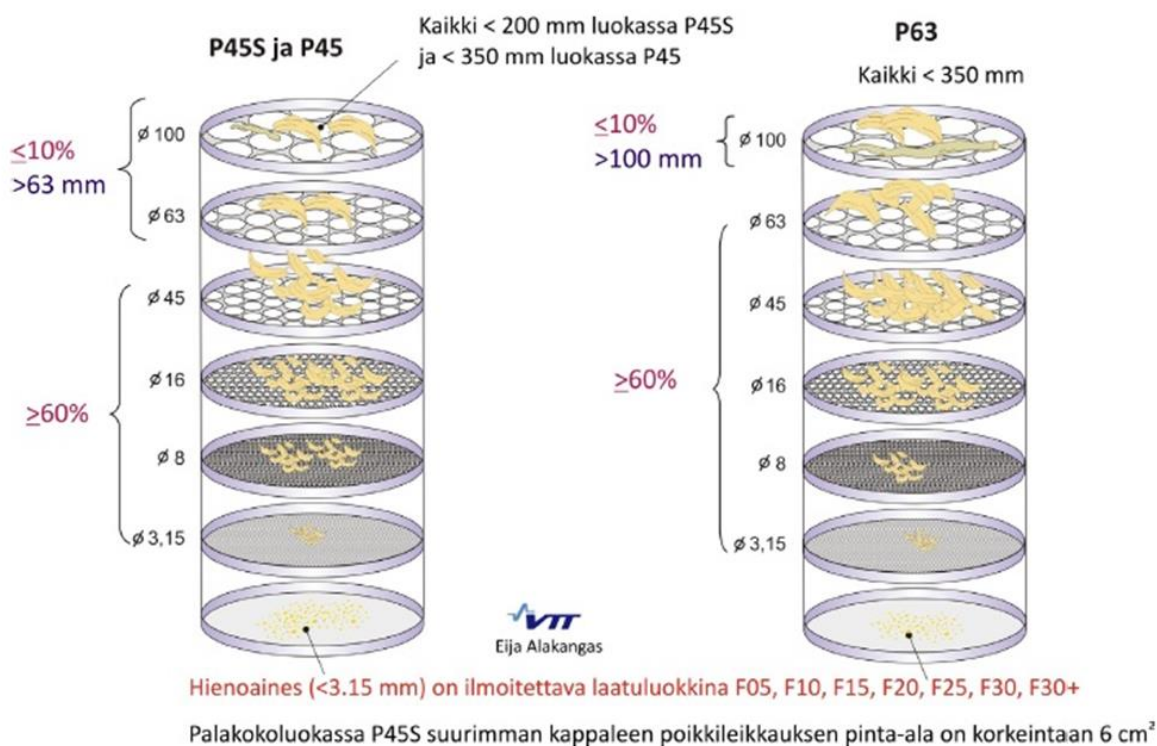 P45S ja P45
Kaikki < 200 mm luokassa P45S
ja < 350 mm luokassa P45
≤10%
>63 mm
ø 100
ø 63
ø 45
ø 16
ø 8
ø 3,15
≥60%
P63
Kaikki < 350 mm
≤10%
>100 mm
ø 100
ø 63
ø 45
ø 16
ø 8
ø 3,15
≥60%
VTT
Eija Alakangas
Hienoaines (<3.15 mm) on ilmoitettava laatuluokkina F05, F10, F15, F20, F25, F30, F30+
Palakokoluokassa P45S suurimman kappaleen poikkileikkauksen pinta-ala on korkeintaan 6 cm²